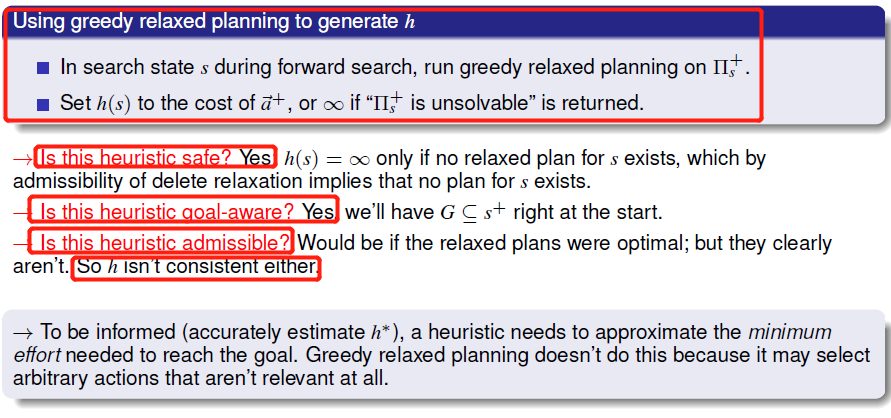 Using greedy relaxed planning to generate h
■ In search state s during forward search, run greedy relaxed planning on Π⁺ₛ.
■ Set h(s) to the cost of a⃗⁺, or ∞ if “Π⁺ₛ is unsolvable” is returned.
→ Is this heuristic safe? Yes, h(s) = ∞ only if no relaxed plan for s exists, which by
admissibility of delete relaxation implies that no plan for s exists.
→ Is this heuristic goal-aware? Yes, we’ll have G ⊆ s⁺ right at the start.
→ Is this heuristic admissible? Would be if the relaxed plans were optimal; but they clearly
aren’t. So h isn’t consistent either.
→ To be informed (accurately estimate h*), a heuristic needs to approximate the minimum
effort needed to reach the goal. Greedy relaxed planning doesn’t do this because it may select
arbitrary actions that aren’t relevant at all.